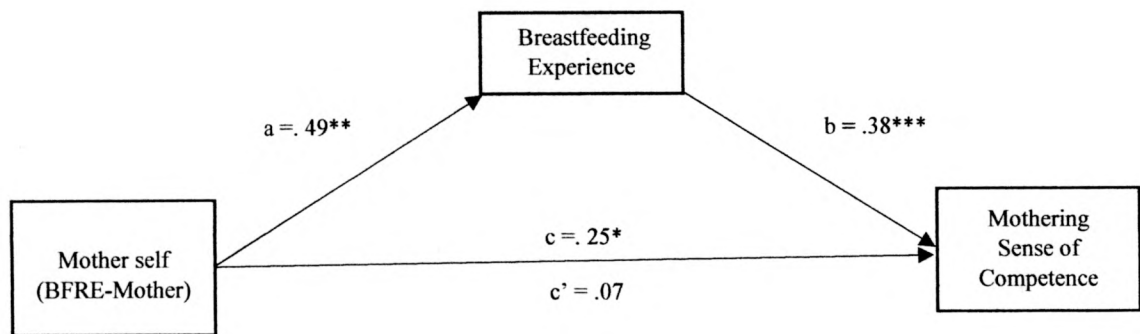 Breastfeeding
Experience
a =. 49**
b = .38***
Mother self
(BFRE-Mother)
c =. 25*
c' = .07
Mothering
Sense of
Competence